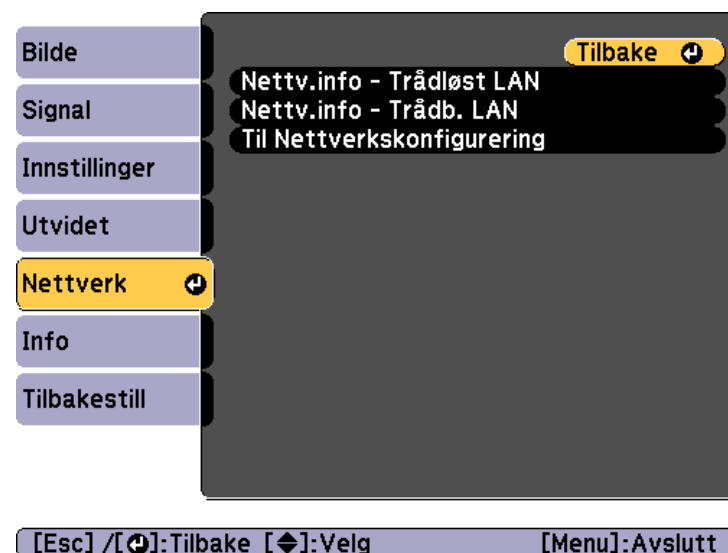 Bilde
Signal
Innstillinger
Utvidet
Nettverk
Info
Tilbakestill
Tilbake
Nettv.info - Trådløst LAN
Nettv.info - Trådb. LAN
Til Nettverkskonfigurering
[Esc] /[⏎]:Tilbake [◆]:Velg [Menu]:Avslutt